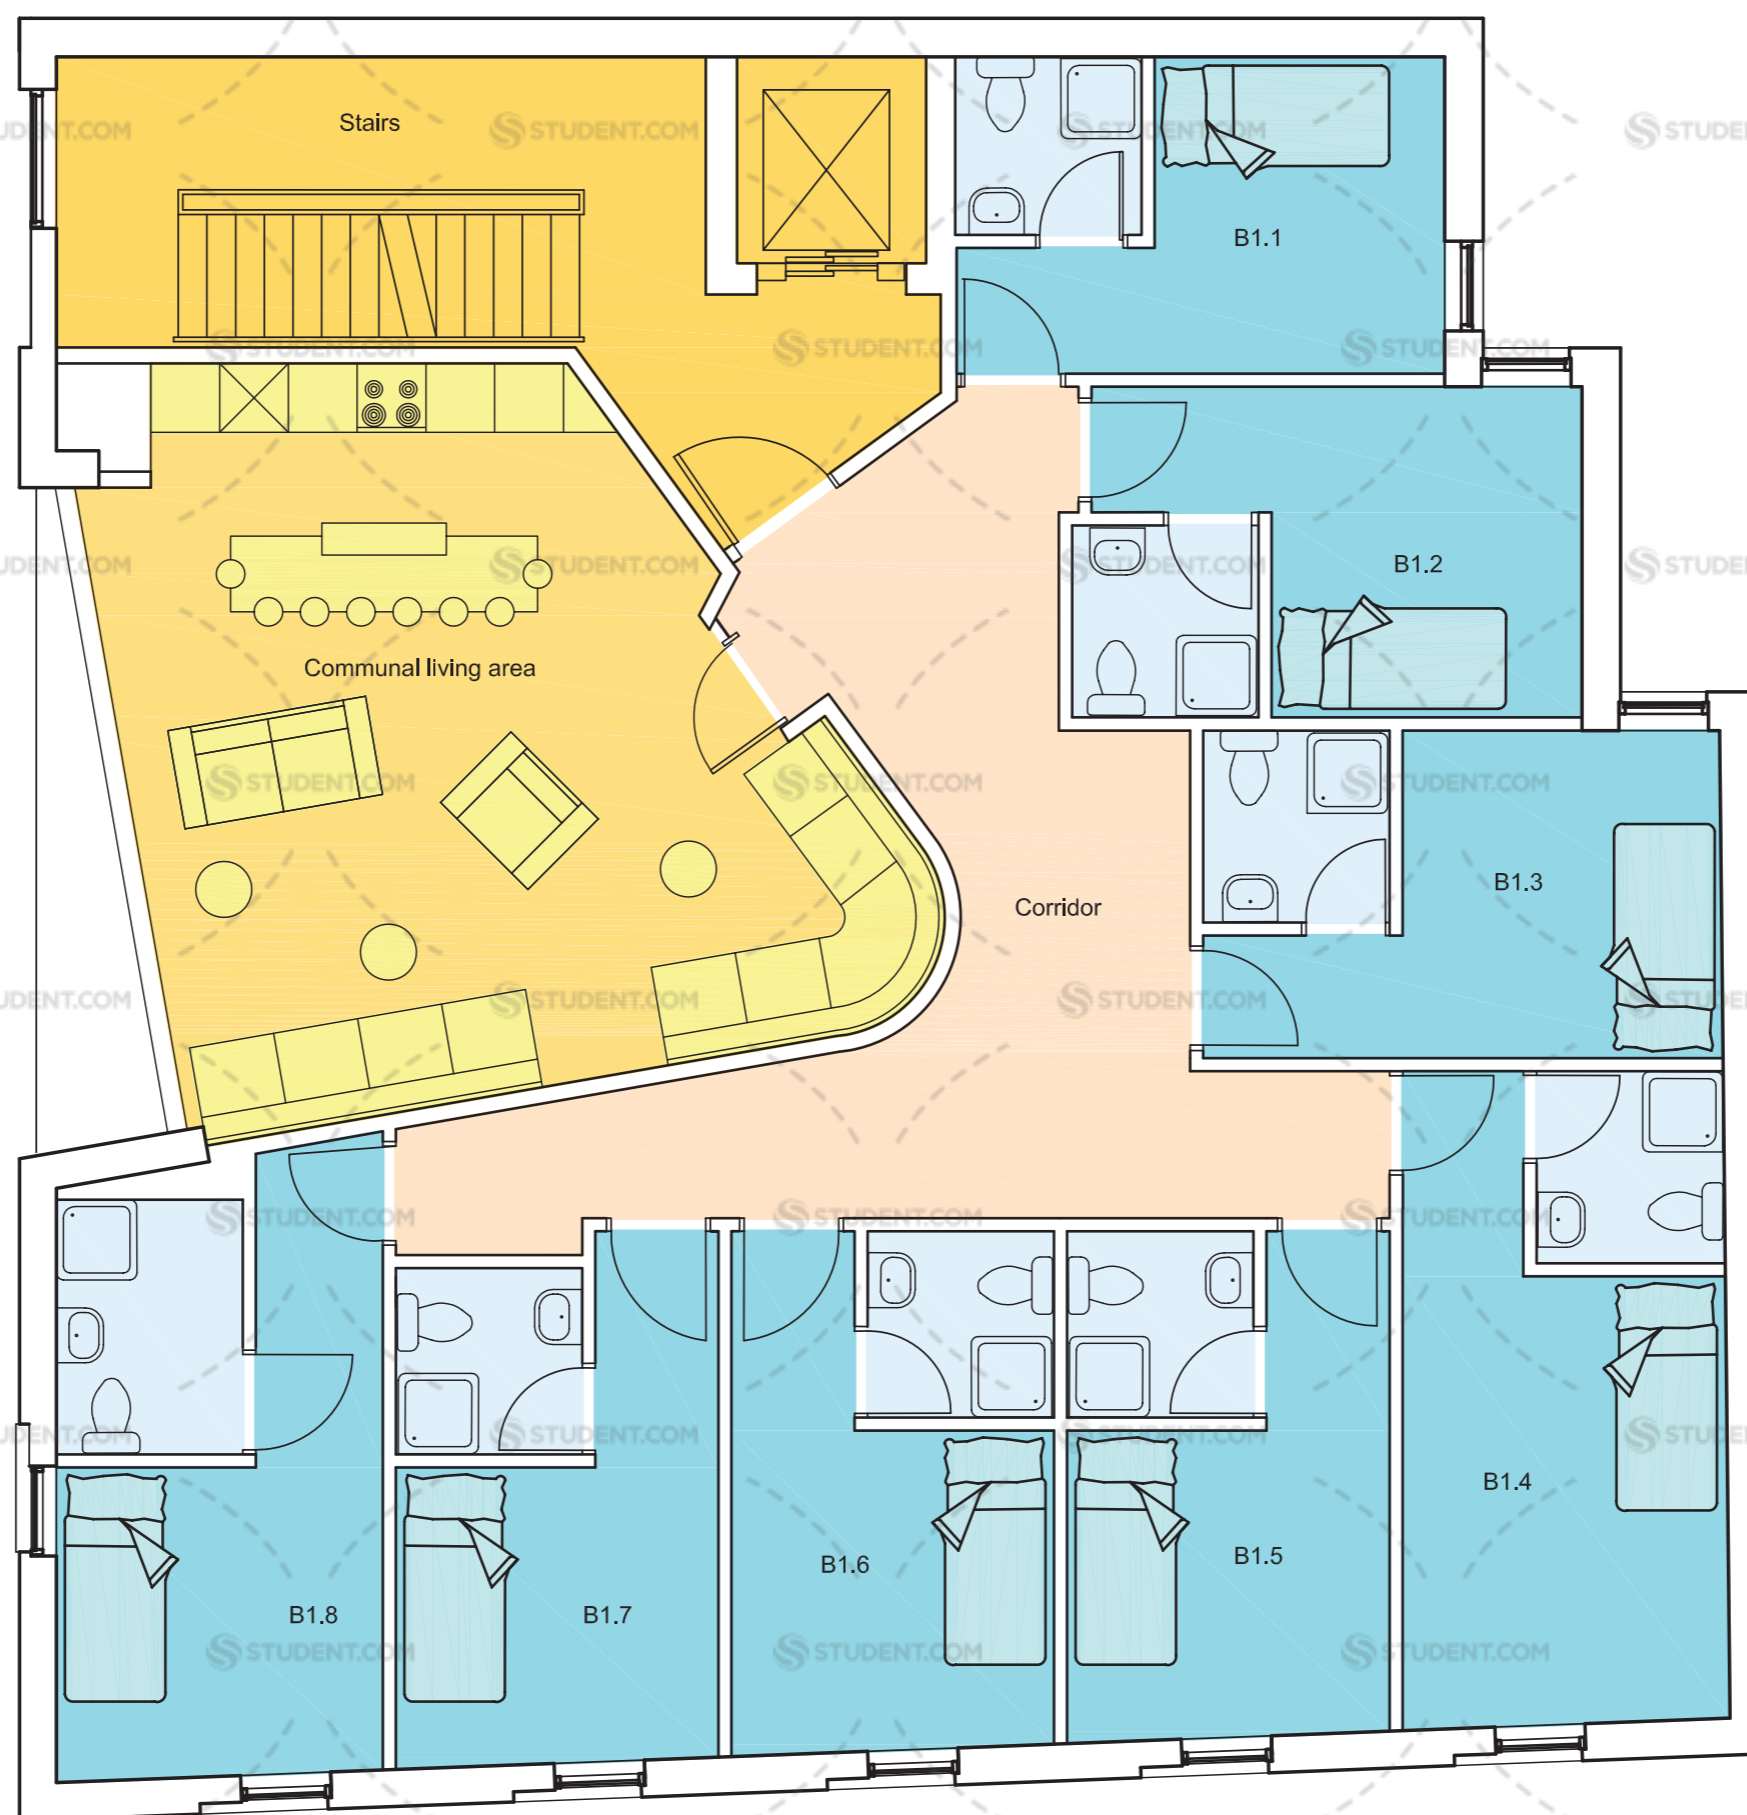 Stairs
B1.1
B1.2
Communal living area
B1.3
Corridor
B1.4
B1.5
B1.6
B1.7
B1.8
STUDENT.COM